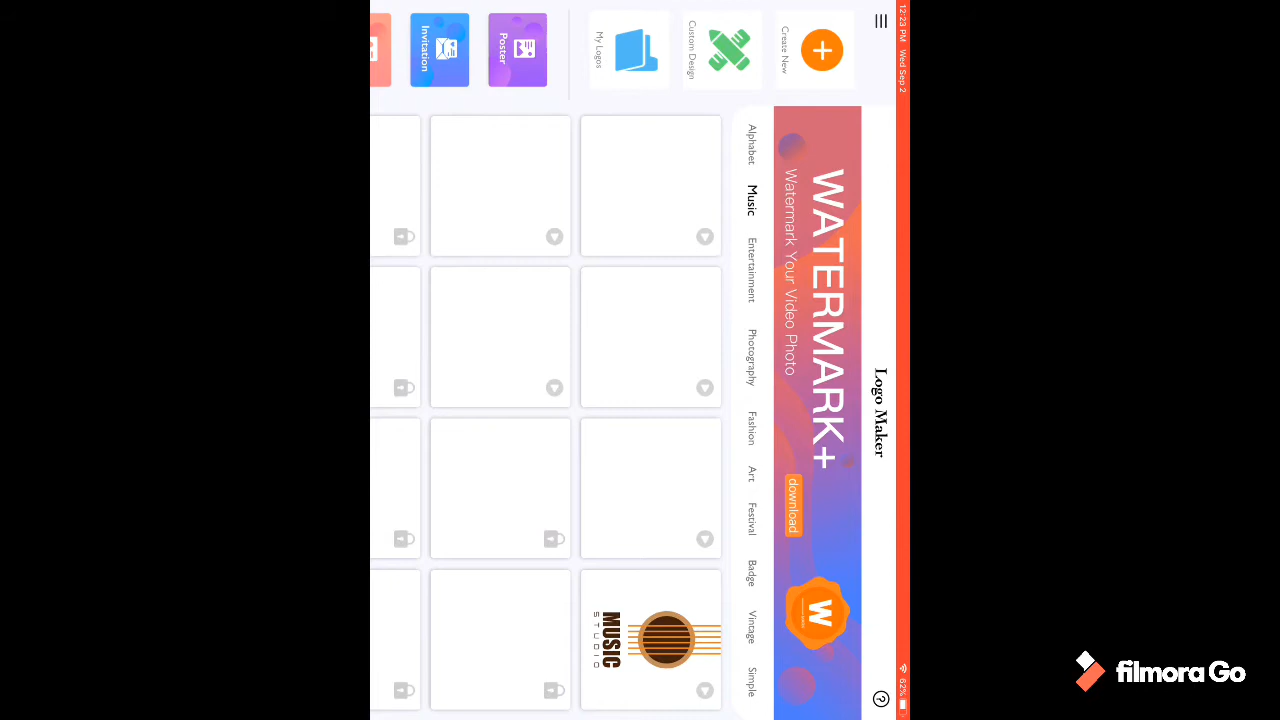 12:23 PM Wed Sep 2
62%
Logo Maker
?
WATERMARK+
Watermark Your Video Photo
download
W
Create New
Custom Design
My Logos
Poster
Invitation
Alphabet Music Entertainment Photography Fashion Art Festival Badge Vintage Simple
MUSIC
STUDIO
filmora Go